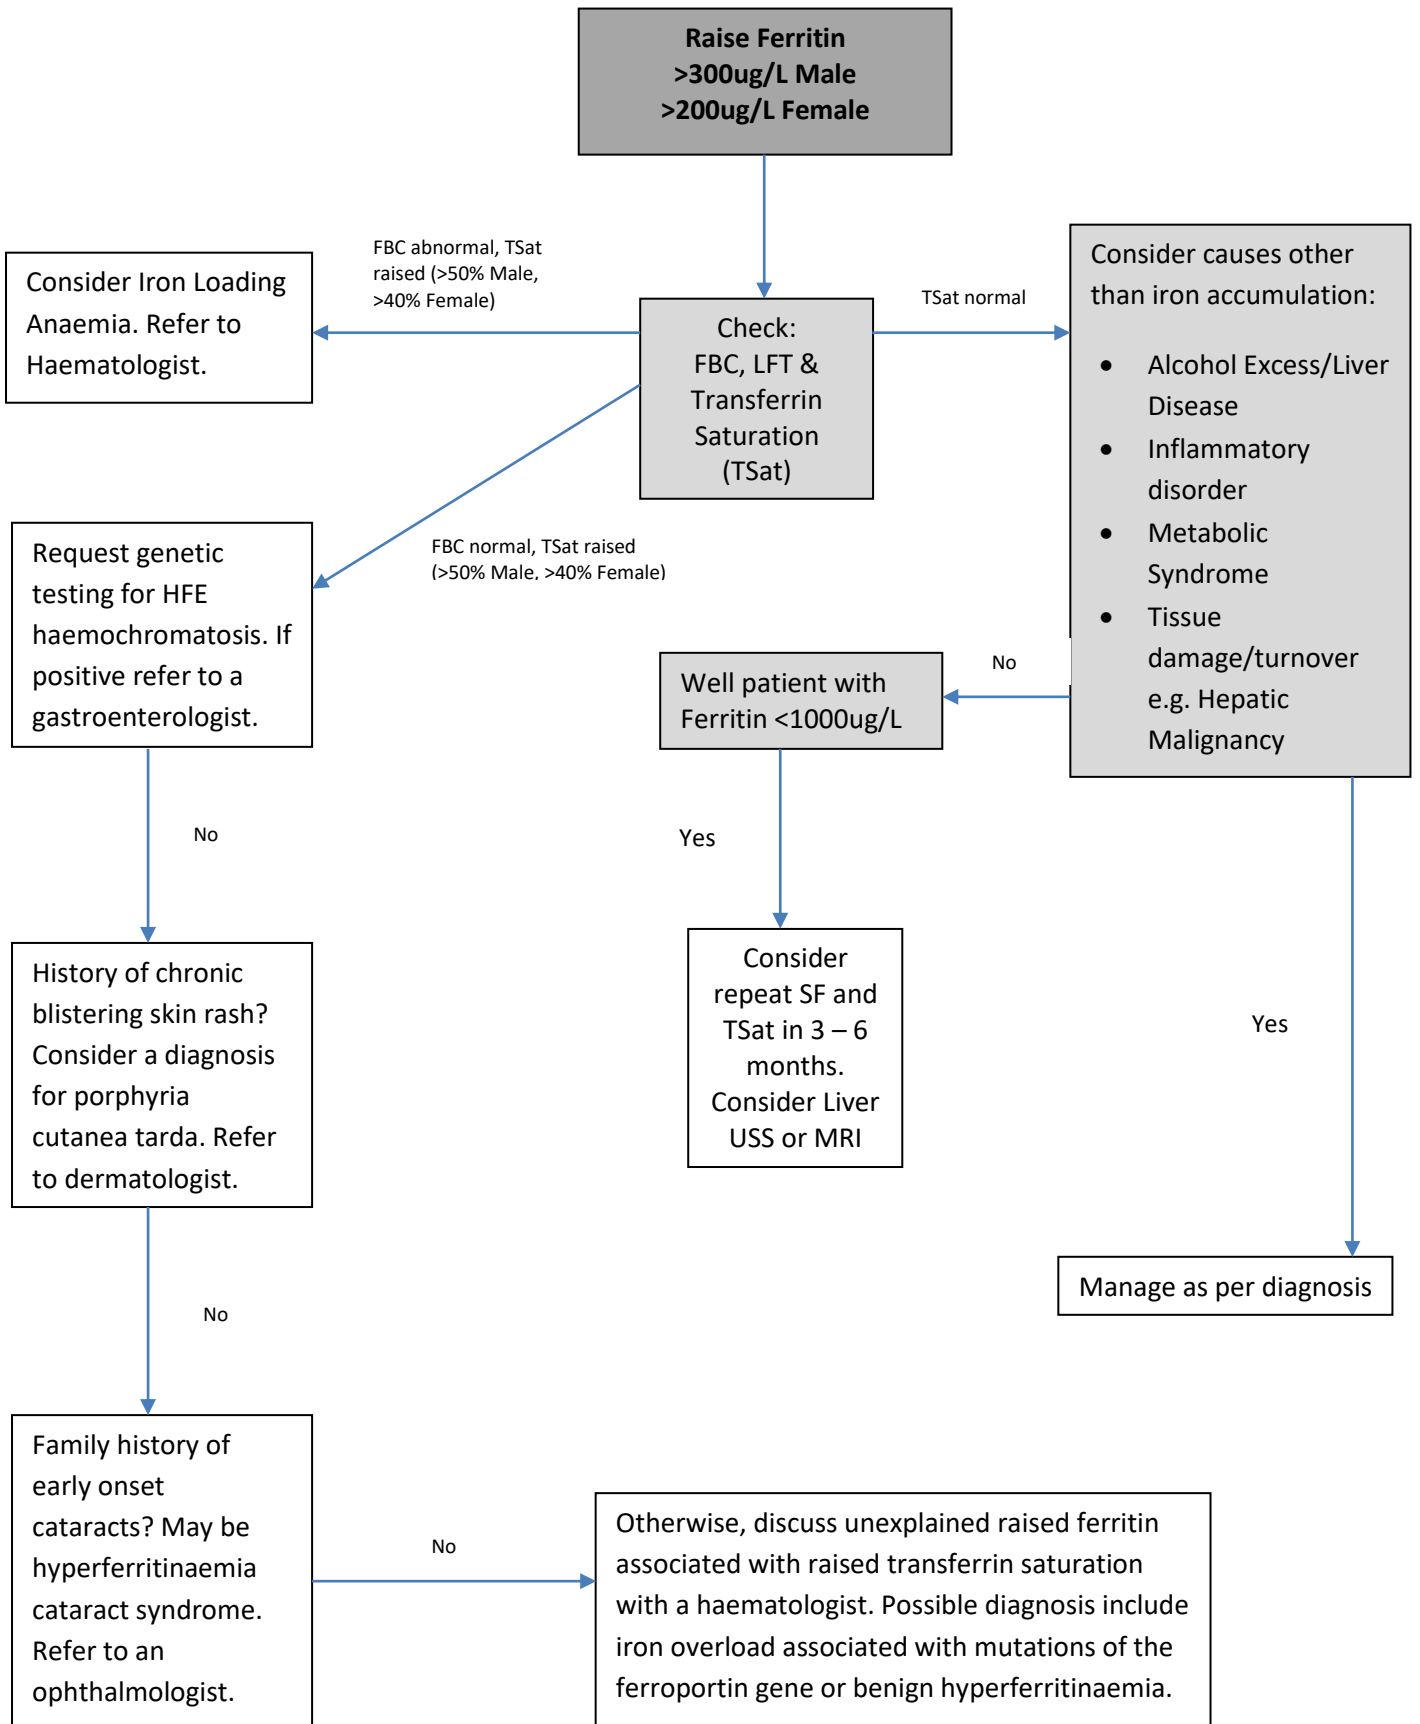 Raise Ferritin
>300ug/L Male
>200ug/L Female
FBC abnormal, TSat
raised (>50% Male,
>40% Female)
Consider Iron Loading
Anaemia. Refer to
Haematologist.
Check:
FBC, LFT &
Transferrin
Saturation
(TSat)
TSat normal
Consider causes other
than iron accumulation:
• Alcohol Excess/Liver
Disease
• Inflammatory
disorder
• Metabolic
Syndrome
• Tissue
damage/turnover
e.g. Hepatic
Malignancy
FBC normal, TSat raised
(>50% Male, >40% Female)
Request genetic
testing for HFE
haemochromatosis. If
positive refer to a
gastroenterologist.
No
Well patient with
Ferritin <1000ug/L
No
Yes
Consider
repeat SF and
TSat in 3 – 6
months.
Consider Liver
USS or MRI
Yes
Manage as per diagnosis
History of chronic
blistering skin rash?
Consider a diagnosis
for porphyria
cutanea tarda. Refer
to dermatologist.
No
Family history of
early onset
cataracts? May be
hyperferritinaemia
cataract syndrome.
Refer to an
ophthalmologist.
No
Otherwise, discuss unexplained raised ferritin
associated with raised transferrin saturation
with a haematologist. Possible diagnosis include
iron overload associated with mutations of the
ferroportin gene or benign hyperferritinaemia.